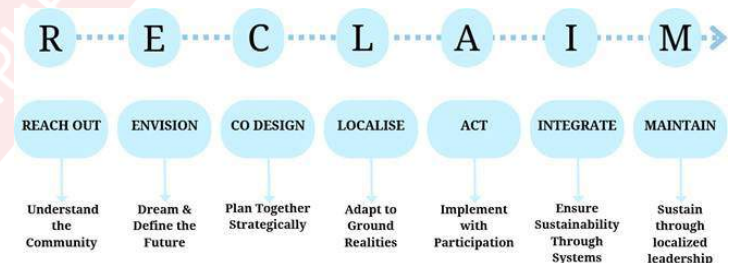 R E C L A I M
REACH OUT ENVISION CO DESIGN LOCALISE ACT INTEGRATE MAINTAIN
Understand
the
Community
Dream &
Define the
Future
Plan Together
Strategically
Adapt to
Ground
Realities
Implement
with
Participation
Ensure
Sustainability
Through
Systems
Sustain
through
localized
leadership